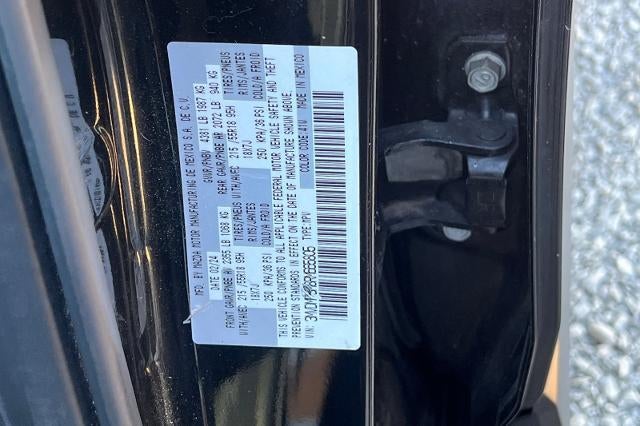 MFD. BY MAZDA MOTOR MANUFACTURING DE MEXICO S.A. DE C.V.
DATE: 02/24 GVWR/PNBV 4381 LB 1987 KG
FRONT GAWR/PNBE AV 2355 LB 1068 KG REAR GAWR/PNBE AR 2072 LB 940 KG
WITH/AVEC 215/55R18 95H TIRES/PNEUS WITH/AVEC 215/55R18 95H TIRES/PNEUS
18X7J RIMS/JANTES 18X7J RIMS/JANTES
250 KPA/36 PSI COLD/A FROID 250 KPA/36 PSI COLD/A FROID
THIS VEHICLE CONFORMS TO ALL APPLICABLE FEDERAL MOTOR VEHICLE SAFETY AND THEFT
PREVENTION STANDARDS IN EFFECT ON THE DATE OF MANUFACTURE SHOWN ABOVE.
VIN: TYPE:MPV COLOR CODE:41W MADE IN MEXICO